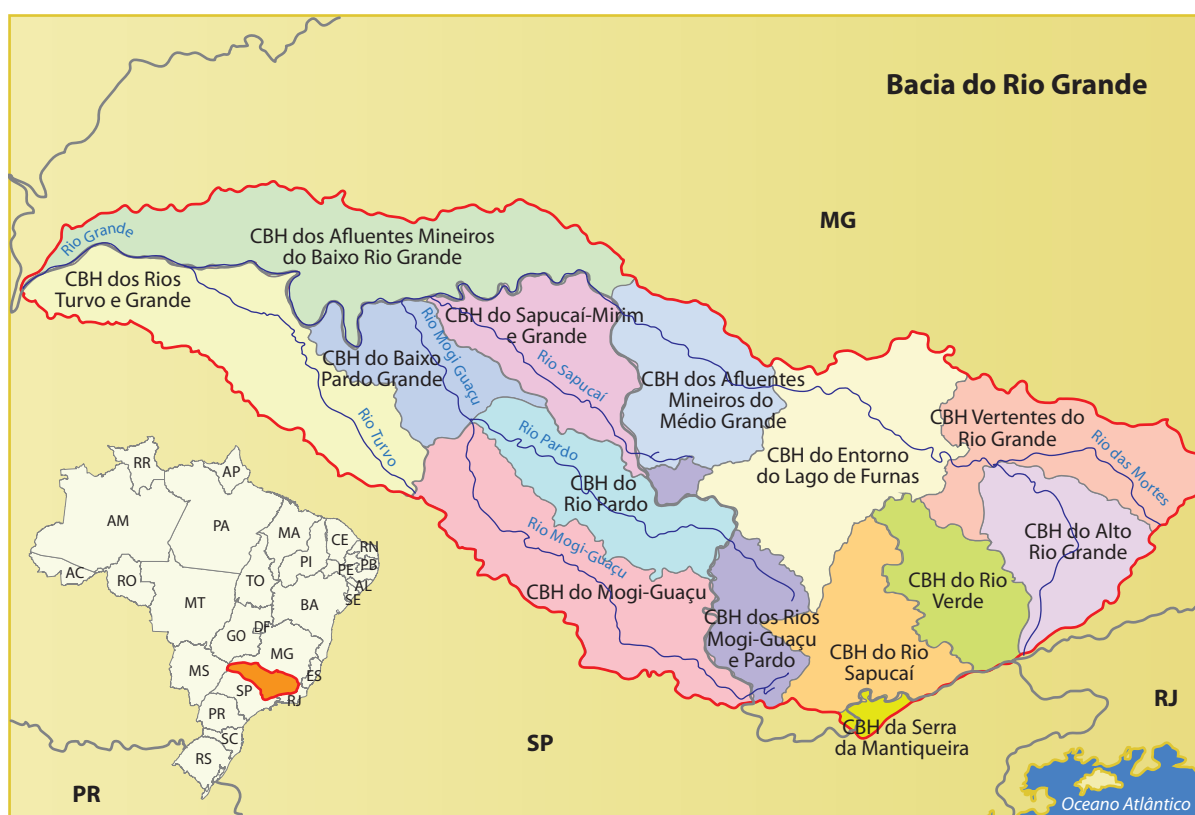 Bacia do Rio Grande
MG
Rio Grande
CBH dos Afluentes Mineiros
do Baixo Rio Grande
CBH dos Rios
Turvo e Grande
CBH do Sapucaí-Mirim
e Grande
Rio Mogi Guaçu
CBH do Baixo
Pardo Grande
Rio Sapucaí
CBH dos Afluentes
Mineiros do
Médio Grande
CBH Vertentes do
Rio Grande
Rio das Mortes
Rio Turvo
Rio Pardo
CBH do Entorno
do Lago de Furnas
CBH do
Rio Pardo
CBH do Alto
Rio Grande
Rio Mogi-Guaçu
CBH do Mogi-Guaçu
CBH do Rio
Verde
CBH dos Rios
Mogi-Guaçu
e Pardo
CBH do Rio
Sapucaí
CBH da Serra
da Mantiqueira
RJ
SP
PR
Oceano Atlântico
RR
AP
AM
PA
MA
CE
RN
PB
PE
PI
AL
SE
AC
RO
TO
MT
BA
DF
GO
MG
MS
ES
SP
RJ
PR
SC
RS